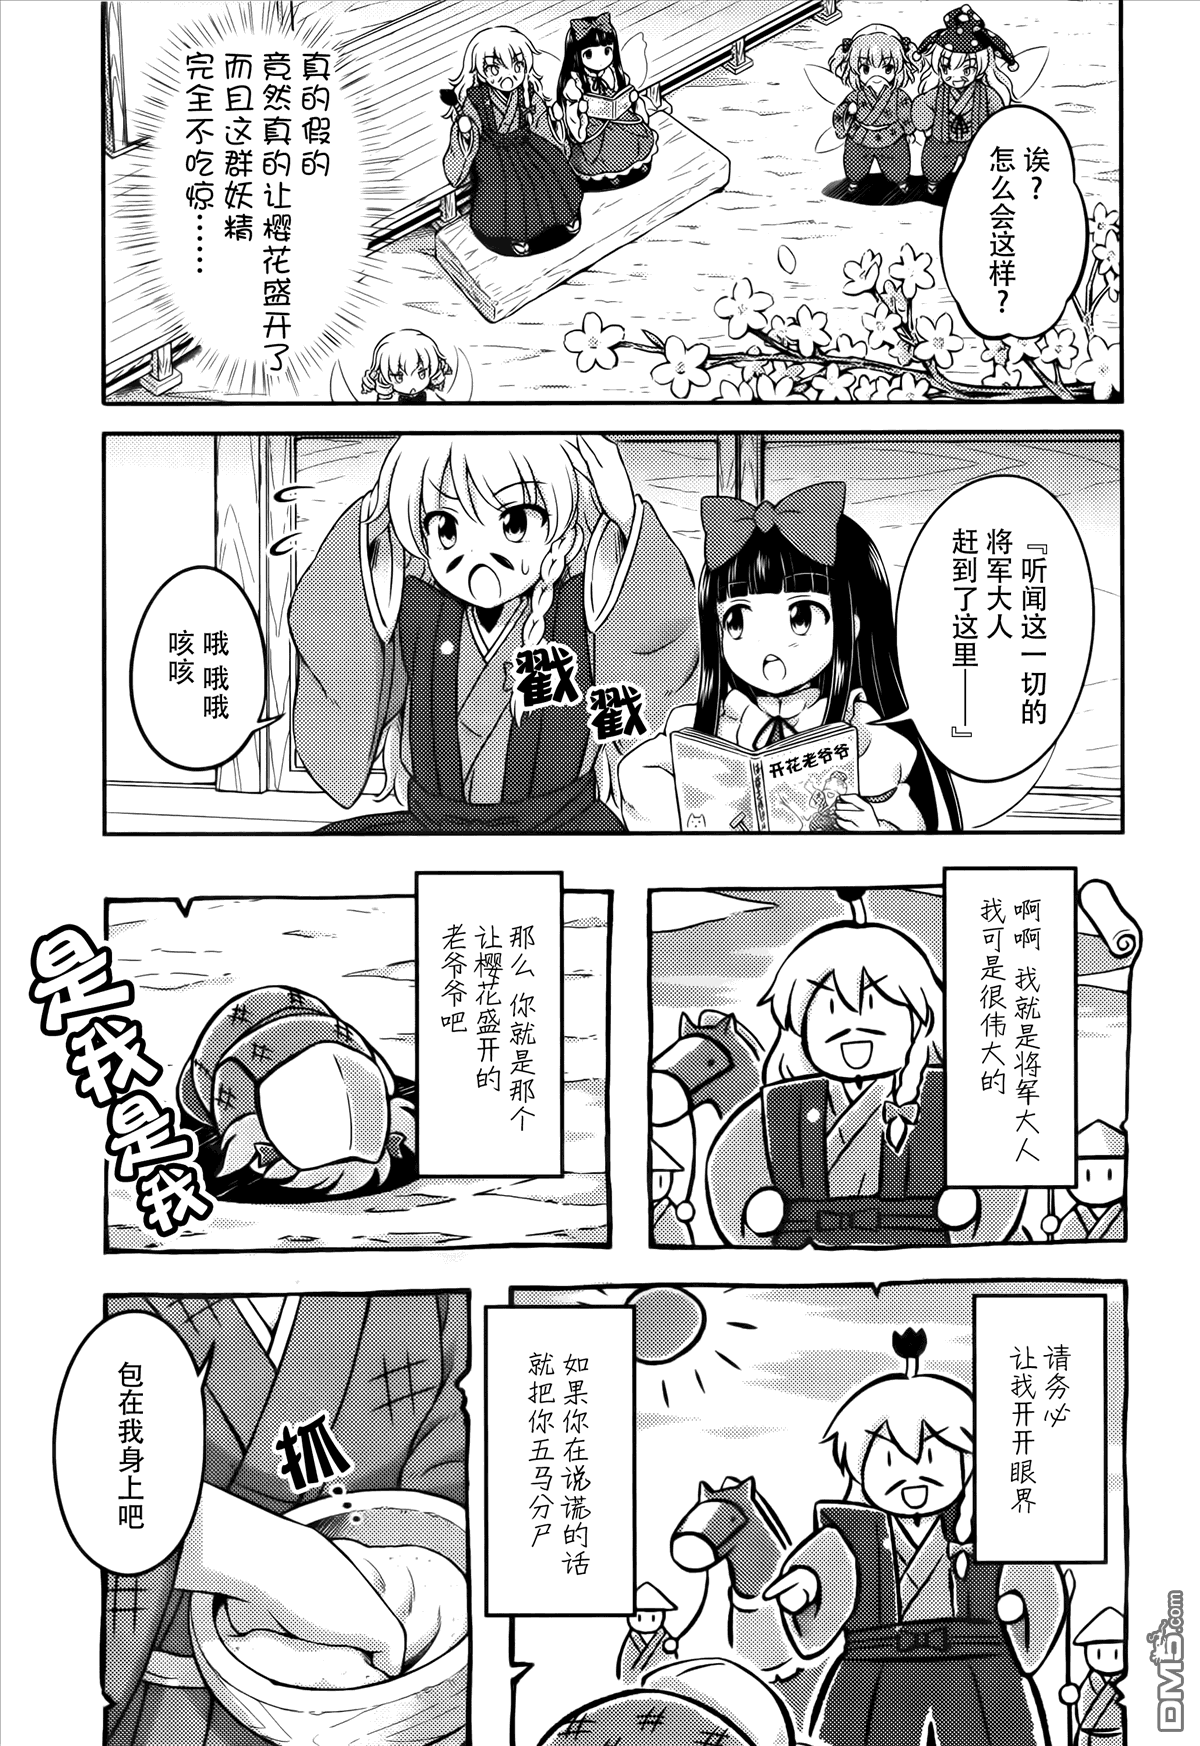 诶？
怎么会这样？
真的假的
竟然真的让樱花盛开了
而且这群妖精
完全不吃惊……
『听闻这一切的
将军大人
赶到了这里——』
开花老爷爷
戳
戳
哦 哦哦
咳咳
啊啊 我就是将军大人
我可是很伟大的
那么 你就是那个
让樱花盛开的
老爷爷吧
是我是我
请务必
让我开开眼界
如果你在说谎的话
就把你五马分尸
抓
包在我身上吧
DM5.com